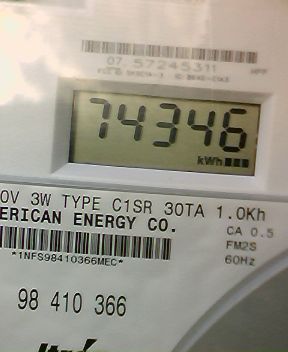 07 57245311
74346
kWh
0V 3W TYPE C1SR 30TA 1.0Kh
ERICAN ENERGY CO.
CA 0.5
FM2S
*1NFS98410366MEC*
60Hz
98 410 366